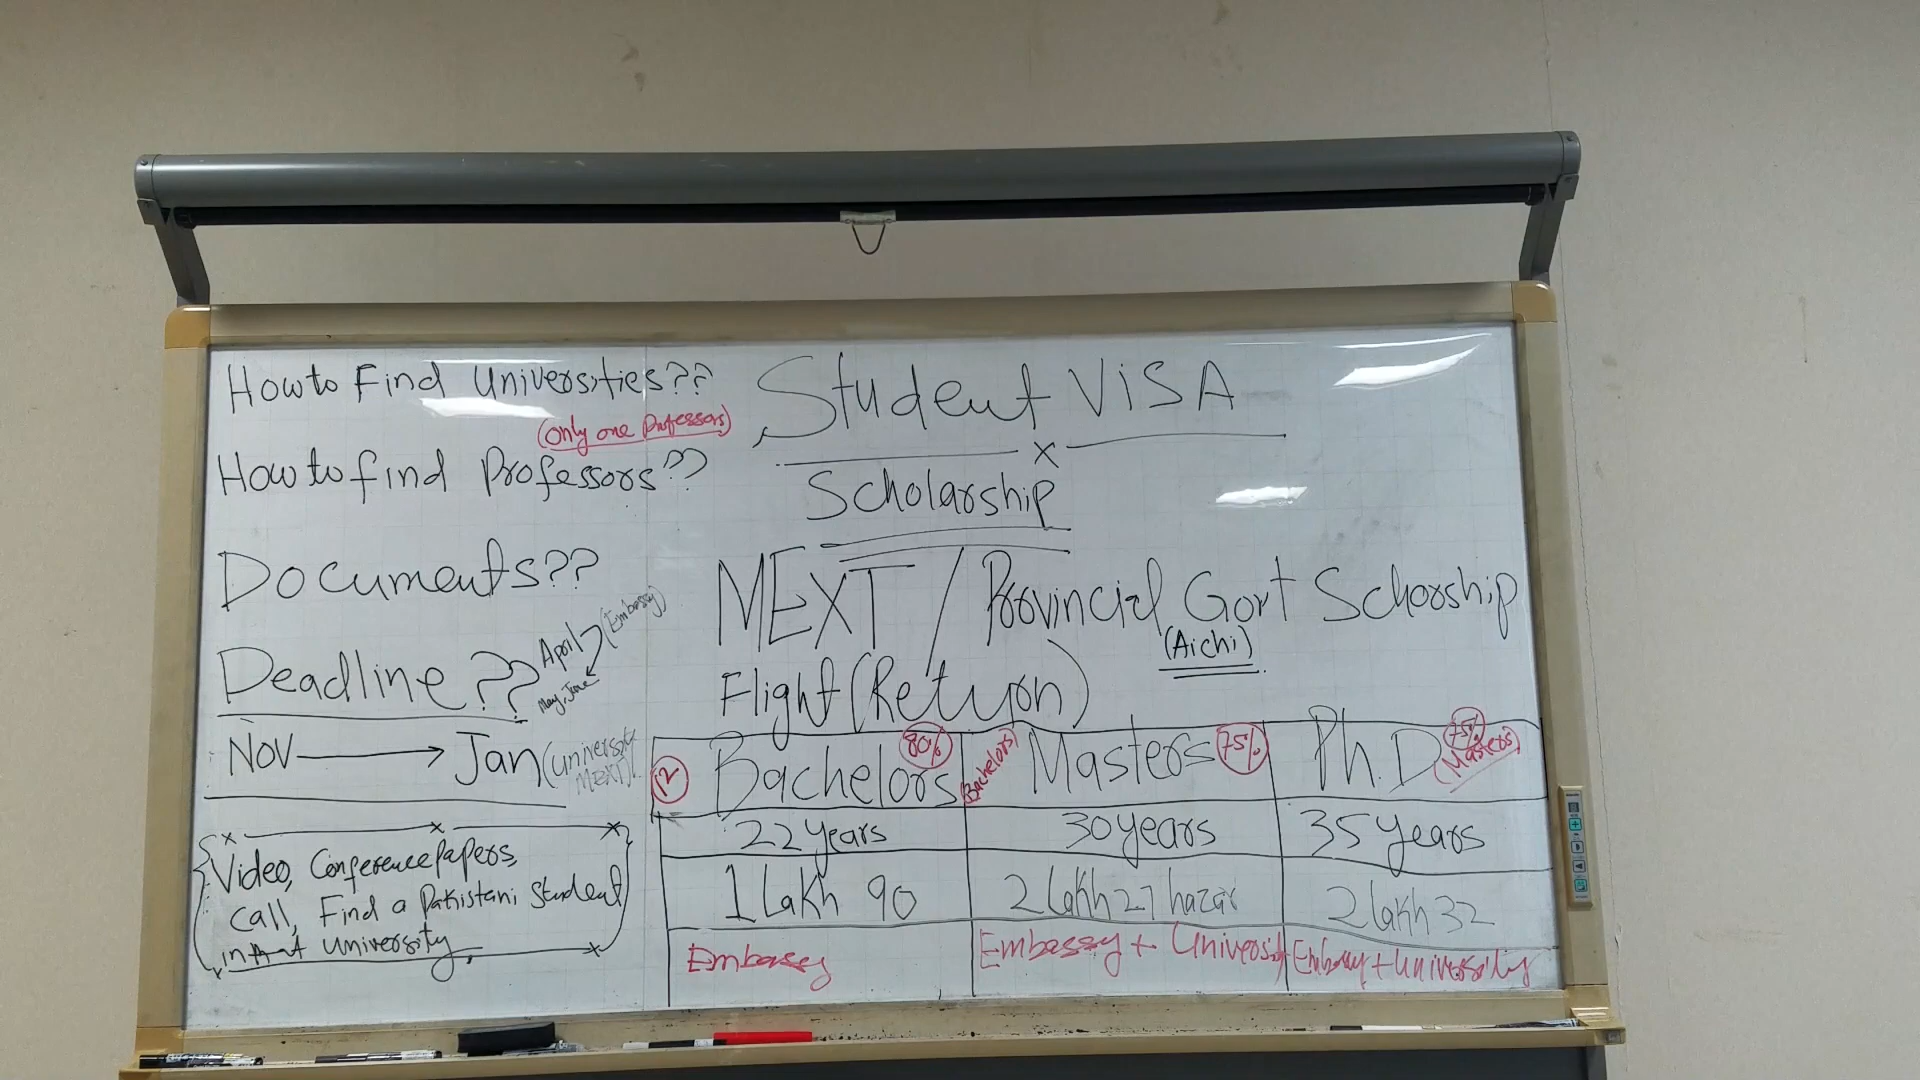 How to Find Universities??
(only one Professors)
How to find Professors??
Documents??
Deadline??
April (Embassy)
May, June
Nov → Jan (University MEXT)
Video, Conference papers,
call, Find a Pakistani Student
in university,
Student ViSA
x
Scholarship
MEXT / Provincial Govt Schorship
(Aichi)
Flight (Return)
12 Bachelors 80% (Bachelors) Masters 75% Ph.D 75% (Masters)
22 years 30 years 35 years
1 Lakh 90 2 lakh 27 hazar 2 lakh 32
Embassy Embassy + University Embassy + University